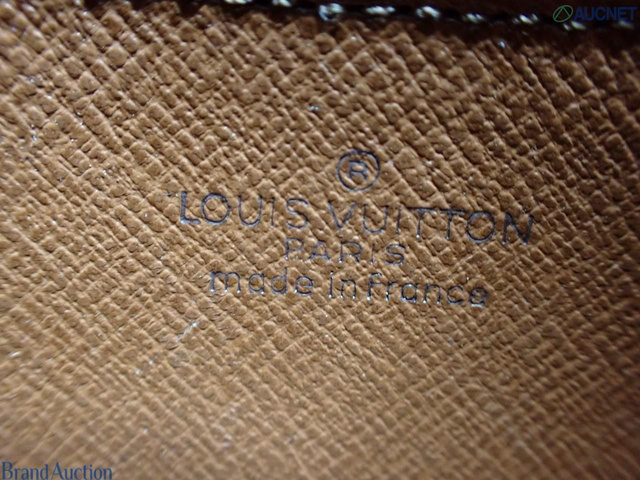 AUCNET
®
LOUIS VUITTON
PARIS
made in france
Brand Auction